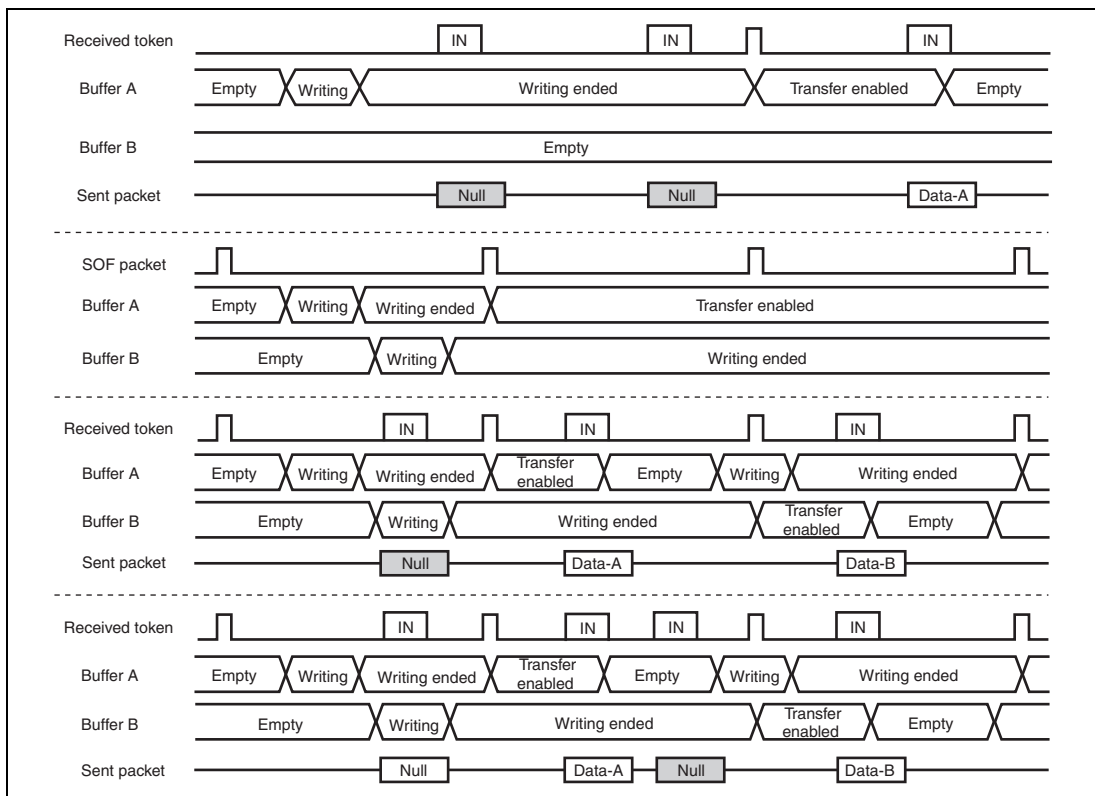 Received token IN IN IN
Buffer A Empty Writing Writing ended Transfer enabled Empty
Buffer B Empty
Sent packet Null Null Data-A
SOF packet
Buffer A Empty Writing Writing ended Transfer enabled
Buffer B Empty Writing Writing ended
Received token IN IN IN
Buffer A Empty Writing Writing ended Transfer enabled Empty Writing Writing ended
Buffer B Empty Writing Writing ended Transfer enabled Empty
Sent packet Null Data-A Data-B
Received token IN IN IN IN
Buffer A Empty Writing Writing ended Transfer enabled Empty Writing Writing ended
Buffer B Empty Writing Writing ended Transfer enabled Empty
Sent packet Null Data-A Null Data-B